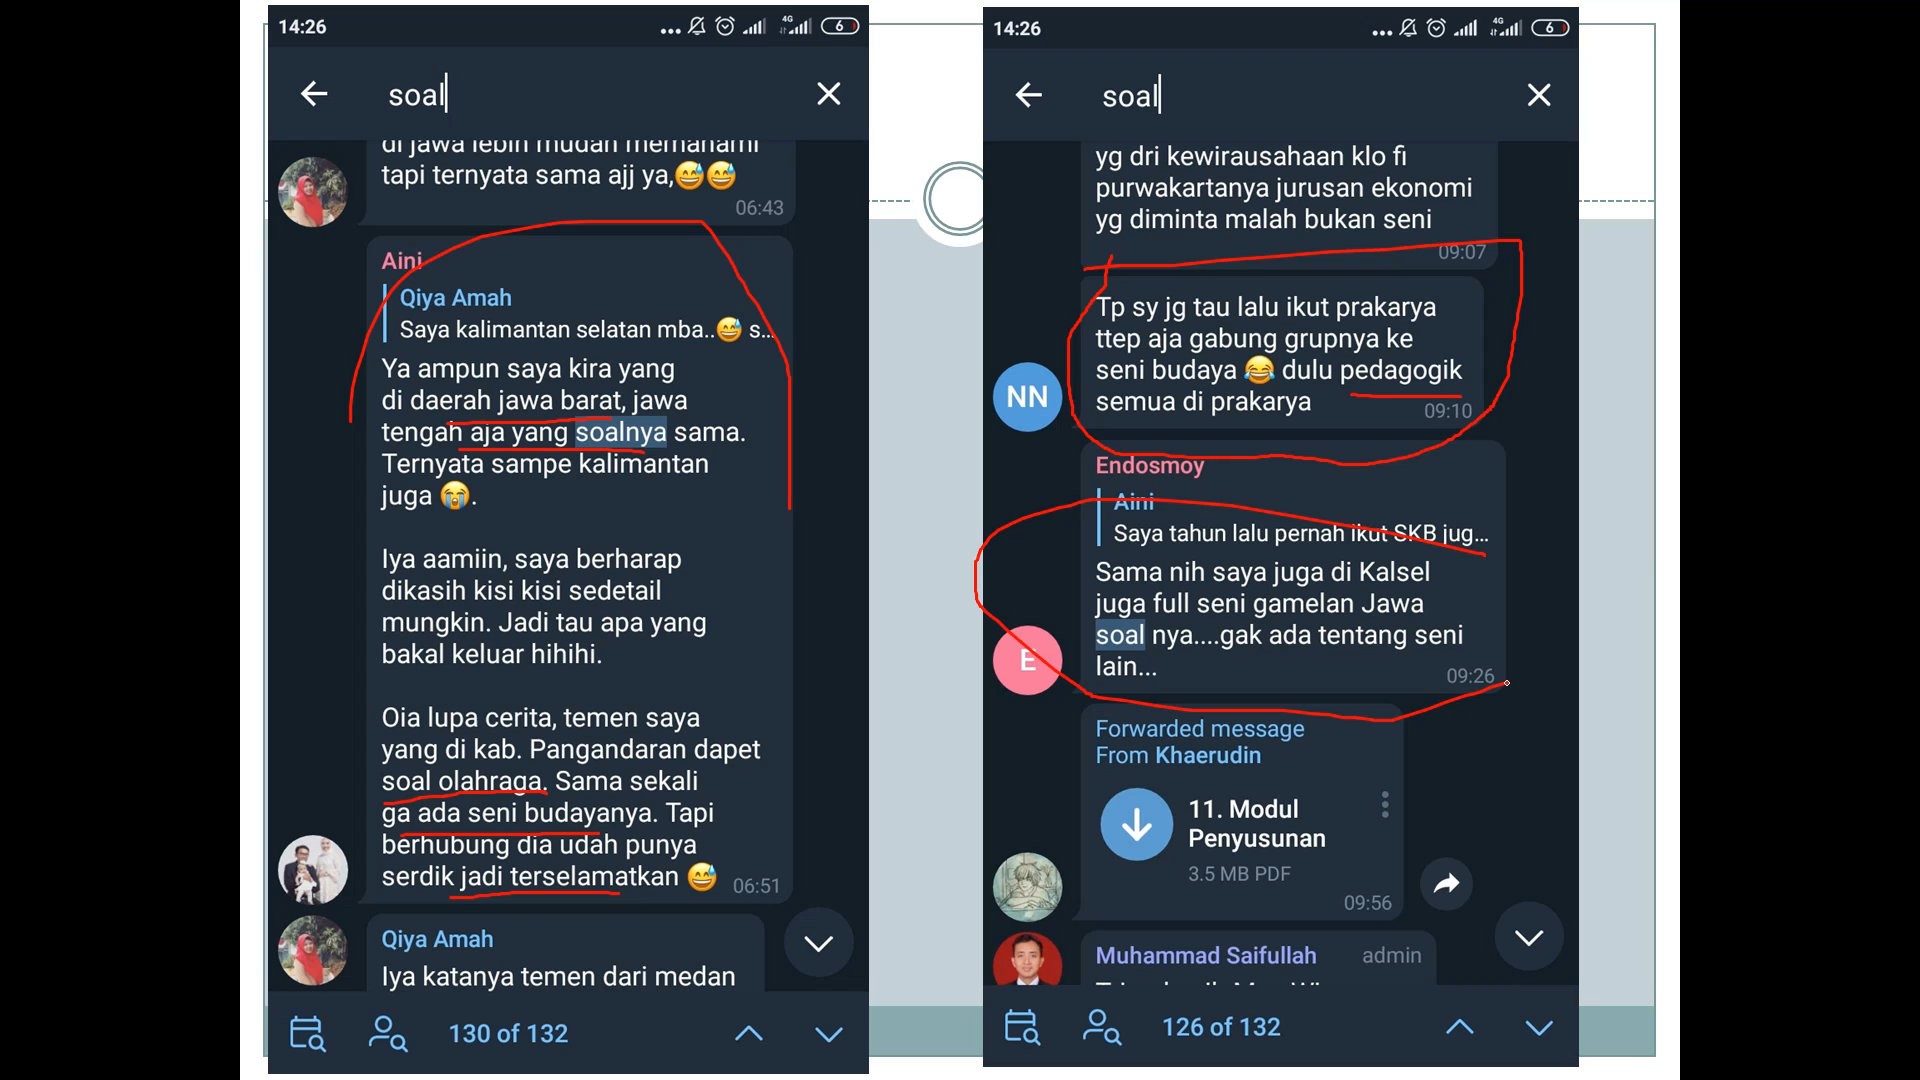 14:26
4G
6
soal
di jawa lebih mudah memahami
tapi ternyata sama ajj ya,😅😅
06:43
Aini
Qiya Amah
Saya kalimantan selatan mba..😅 s...
Ya ampun saya kira yang
di daerah jawa barat, jawa
tengah aja yang soalnya sama.
Ternyata sampe kalimantan
juga 😭.
Iya aamiin, saya berharap
dikasih kisi kisi sedetail
mungkin. Jadi tau apa yang
bakal keluar hihihi.
Oia lupa cerita, temen saya
yang di kab. Pangandaran dapet
soal olahraga. Sama sekali
ga ada seni budayanya. Tapi
berhubung dia udah punya
serdik jadi terselamatkan 😅
06:51
Qiya Amah
Iya katanya temen dari medan
130 of 132
14:26
4G
6
soal
yg dri kewirausahaan klo fi
purwakartanya jurusan ekonomi
yg diminta malah bukan seni
09:07
Tp sy jg tau lalu ikut prakarya
ttep aja gabung grupnya ke
seni budaya 😂 dulu pedagogik
semua di prakarya
09:10
NN
Endosmoy
Aini
Saya tahun lalu pernah ikut SKB jug...
Sama nih saya juga di Kalsel
juga full seni gamelan Jawa
soal nya....gak ada tentang seni
lain...
09:26
E
Forwarded message
From Khaerudin
11. Modul
Penyusunan
3.5 MB PDF
09:56
Muhammad Saifullah admin
126 of 132